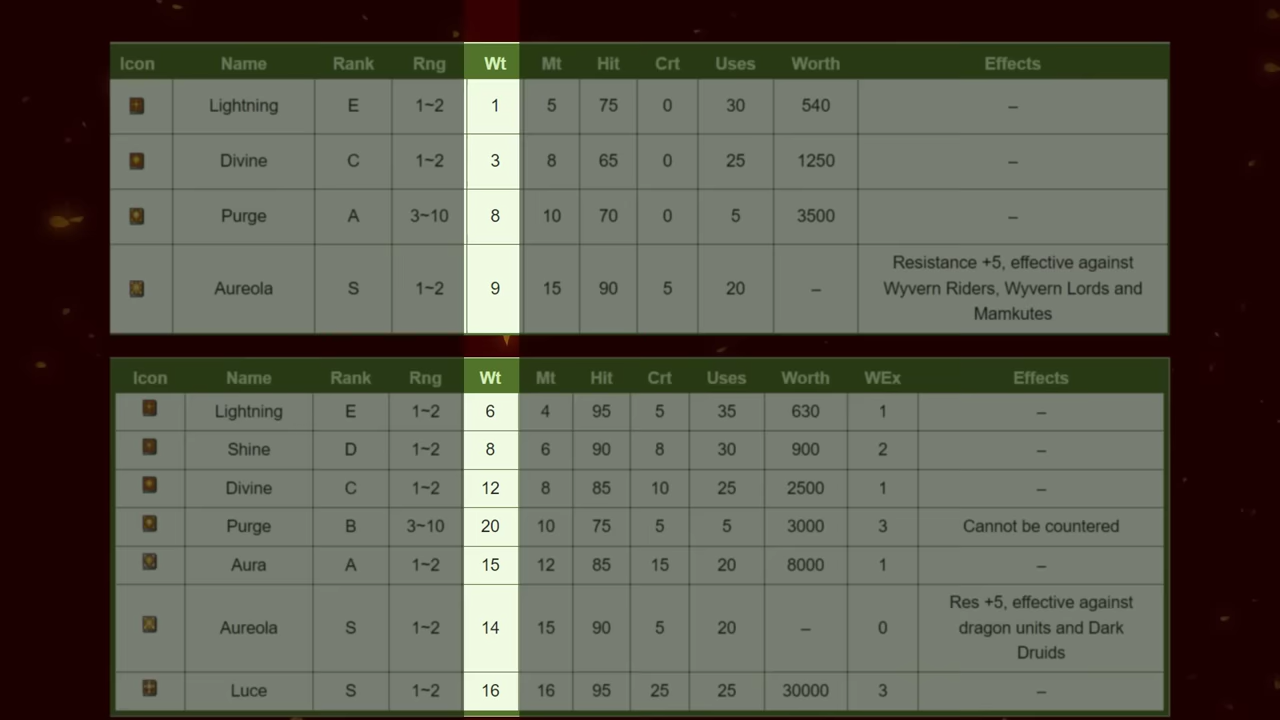 Icon Name Rank Rng Wt Mt Hit Crt Uses Worth Effects
Lightning E 1~2 1 5 75 0 30 540 –
Divine C 1~2 3 8 65 0 25 1250 –
Purge A 3~10 8 10 70 0 5 3500 –
Aureola S 1~2 9 15 90 5 20 – Resistance +5, effective against
Wyvern Riders, Wyvern Lords and
Mamkutes
Icon Name Rank Rng Wt Mt Hit Crt Uses Worth WEx Effects
Lightning E 1~2 6 4 95 5 35 630 1 –
Shine D 1~2 8 6 90 8 30 900 2 –
Divine C 1~2 12 8 85 10 25 2500 1 –
Purge B 3~10 20 10 75 5 5 3000 3 Cannot be countered
Aura A 1~2 15 12 85 15 20 8000 1 –
Aureola S 1~2 14 15 90 5 20 – 0 Res +5, effective against
dragon units and Dark
Druids
Luce S 1~2 16 16 95 25 25 30000 3 –